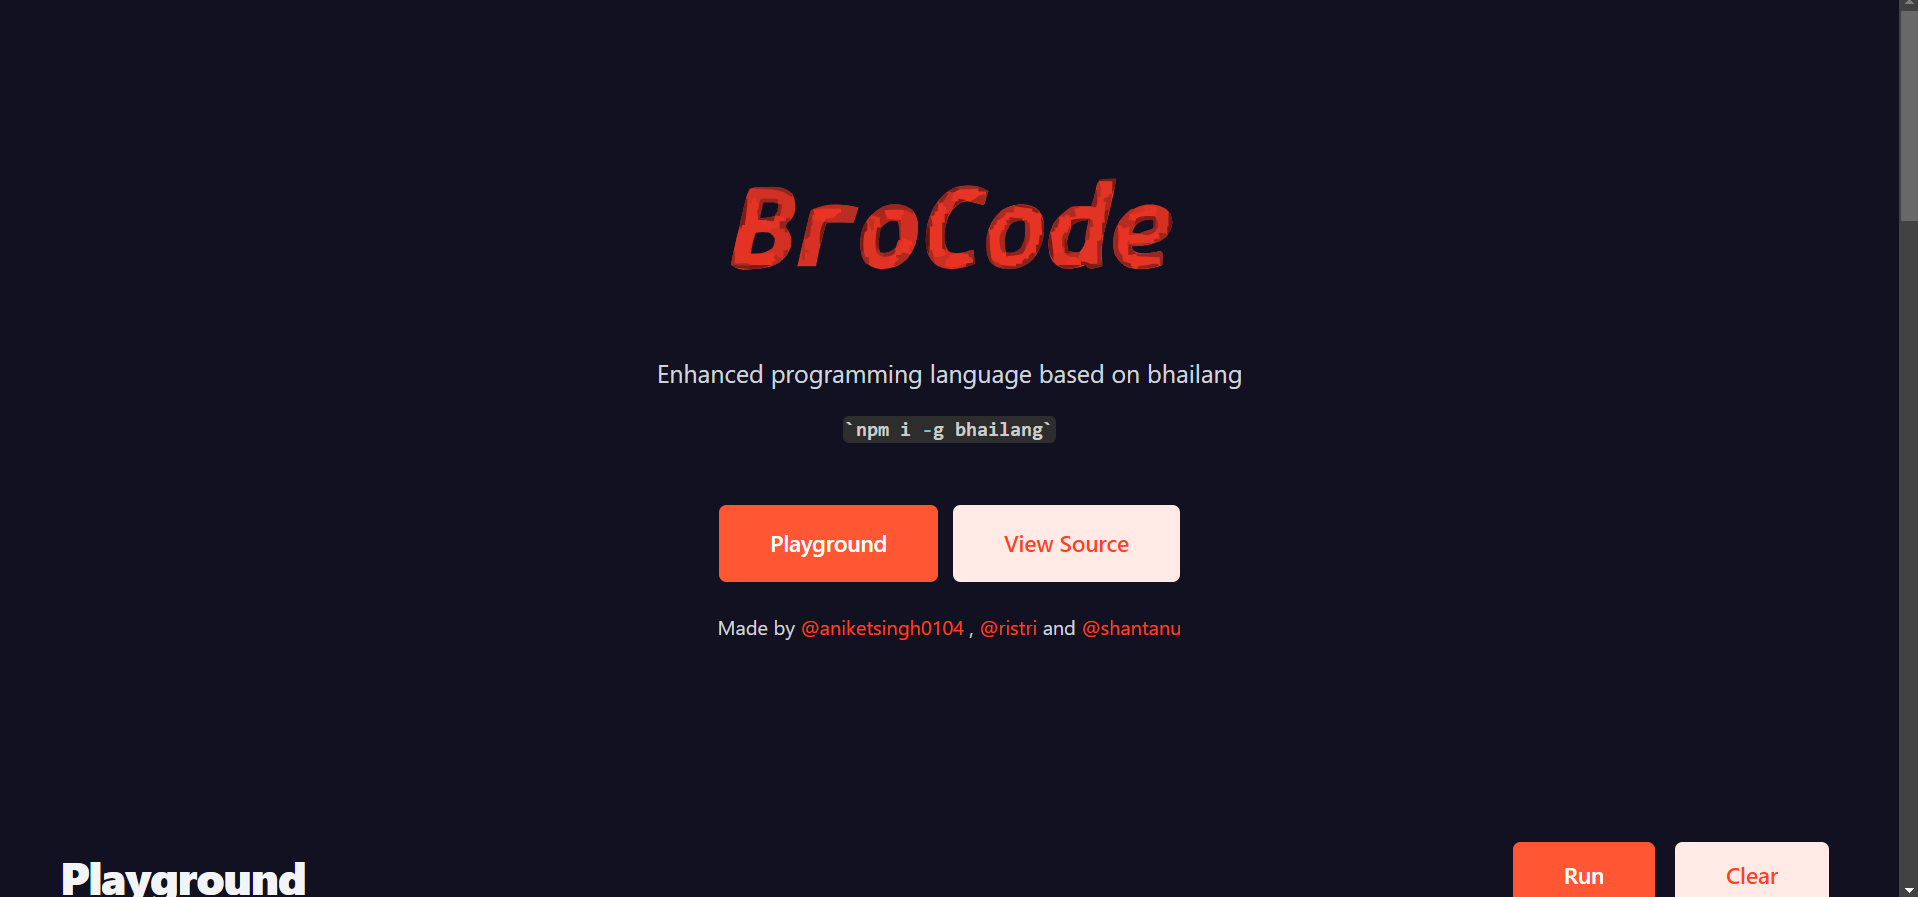 BroCode
Enhanced programming language based on bhailang
`npm i -g bhailang`
Playground
View Source
Made by @aniketsingh0104 , @ristri and @shantanu
Playground
Run
Clear